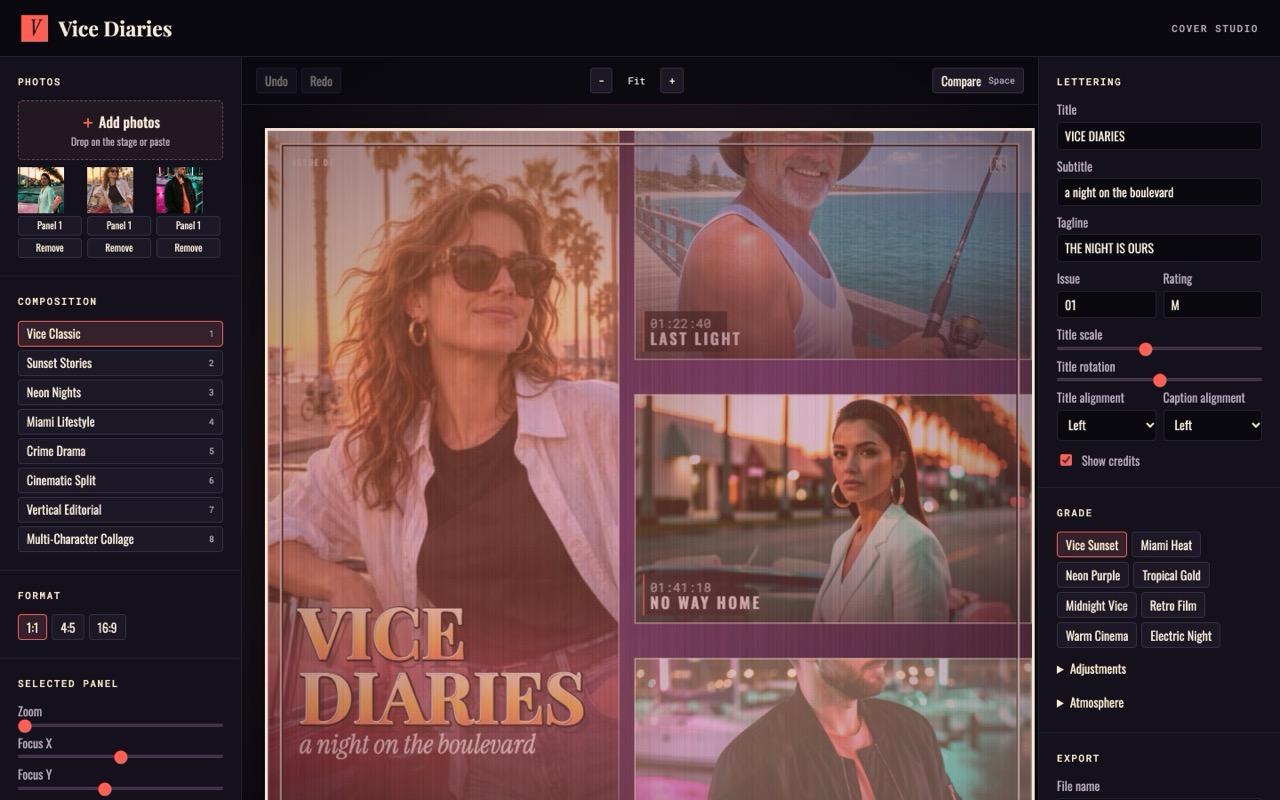 V Vice Diaries
COVER STUDIO
PHOTOS
+ Add photos
Drop on the stage or paste
Panel 1 Panel 1 Panel 1
Remove Remove Remove
COMPOSITION
Vice Classic 1
Sunset Stories 2
Neon Nights 3
Miami Lifestyle 4
Crime Drama 5
Cinematic Split 6
Vertical Editorial 7
Multi-Character Collage 8
FORMAT
1:1 4:5 16:9
SELECTED PANEL
Zoom
Focus X
Focus Y
Undo Redo
- Fit +
Compare Space
01:22:40
LAST LIGHT
01:41:18
NO WAY HOME
VICE
DIARIES
a night on the boulevard
LETTERING
Title
VICE DIARIES
Subtitle
a night on the boulevard
Tagline
THE NIGHT IS OURS
Issue Rating
01 M
Title scale
Title rotation
Title alignment Caption alignment
Left Left
Show credits
GRADE
Vice Sunset Miami Heat
Neon Purple Tropical Gold
Midnight Vice Retro Film
Warm Cinema Electric Night
Adjustments
Atmosphere
EXPORT
File name